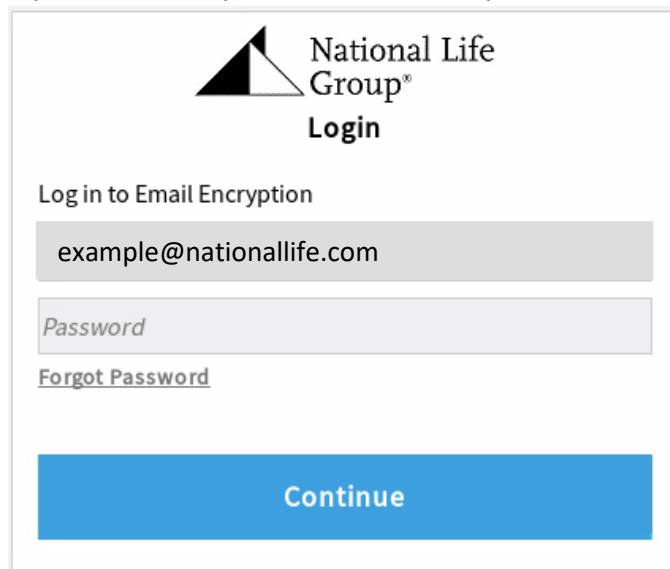 National Life
Group®
Login
Log in to Email Encryption
example@nationallife.com
Password
Forgot Password
Continue